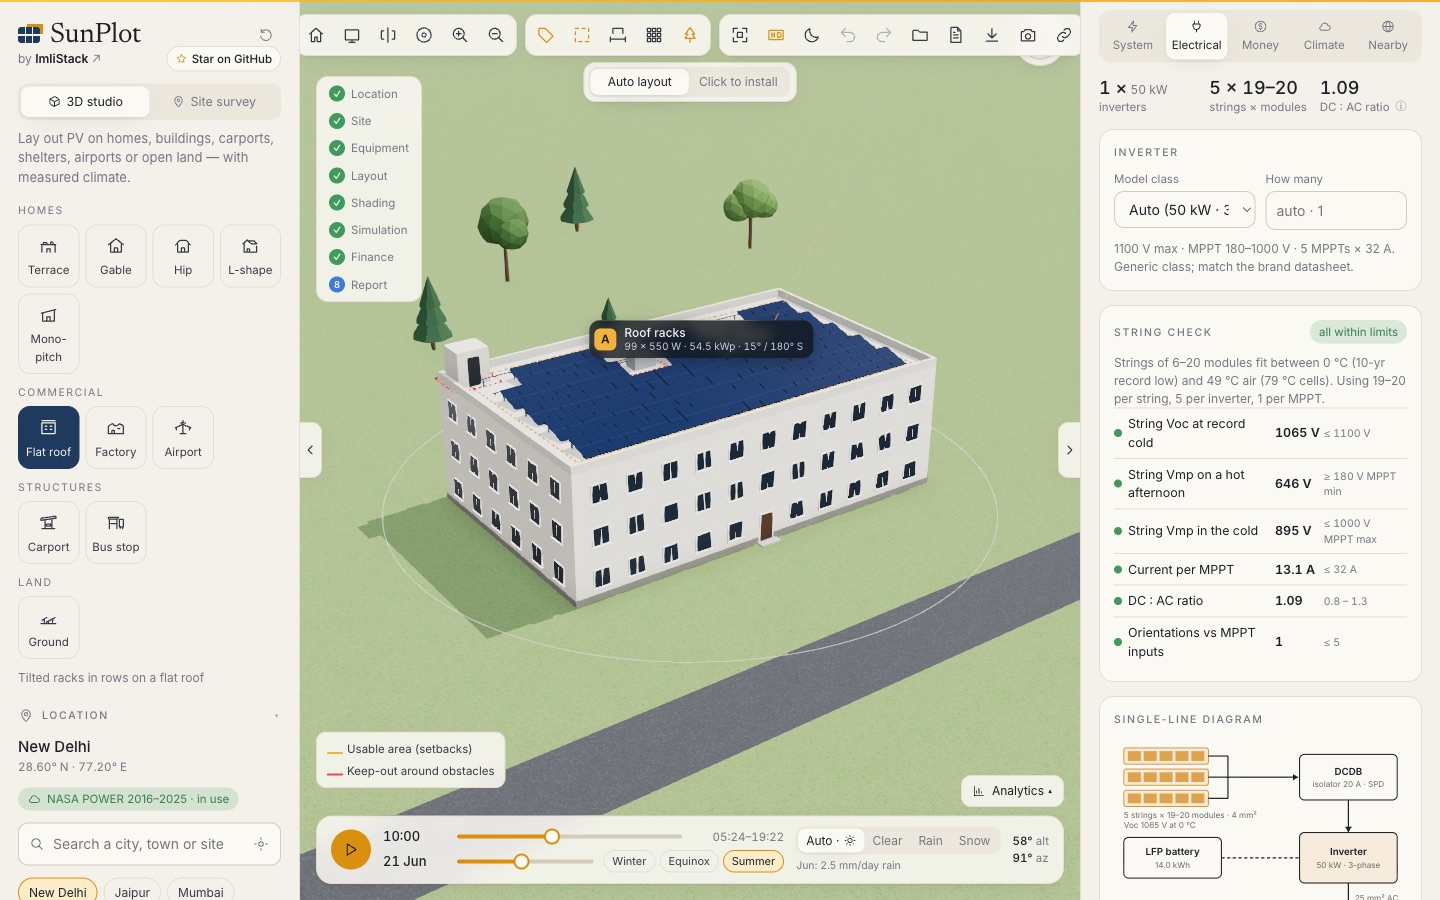 SunPlot
by ImliStack ↗
Star on GitHub
3D studio
Site survey
Lay out PV on homes, buildings, carports,
shelters, airports or open land — with
measured climate.
HOMES
Terrace
Gable
Hip
L-shape
Mono-
pitch
COMMERCIAL
Flat roof
Factory
Airport
STRUCTURES
Carport
Bus stop
LAND
Ground
Tilted racks in rows on a flat roof
LOCATION
New Delhi
28.60° N · 77.20° E
NASA POWER 2016–2025 · in use
Search a city, town or site
New Delhi
Jaipur
Mumbai
HD
Auto layout
Click to install
Location
Site
Equipment
Layout
Shading
Simulation
Finance
8 Report
A
Roof racks
99 × 550 W · 54.5 kWp · 15° / 180° S
Usable area (setbacks)
Keep-out around obstacles
Analytics
10:00
05:24–19:22
21 Jun
Winter
Equinox
Summer
Auto ·
Clear
Rain
Snow
Jun: 2.5 mm/day rain
58° alt
91° az
System
Electrical
Money
Climate
Nearby
1 × 50 kW
inverters
5 × 19–20
strings × modules
1.09
DC : AC ratio
INVERTER
Model class
How many
Auto (50 kW · 3
auto · 1
1100 V max · MPPT 180–1000 V · 5 MPPTs × 32 A.
Generic class; match the brand datasheet.
STRING CHECK
all within limits
Strings of 6–20 modules fit between 0 °C (10-yr
record low) and 49 °C air (79 °C cells). Using 19–20
per string, 5 per inverter, 1 per MPPT.
String Voc at record
cold
1065 V ≤ 1100 V
String Vmp on a hot
afternoon
646 V
≥ 180 V MPPT
min
String Vmp in the cold
895 V
≤ 1000 V
MPPT max
Current per MPPT
13.1 A ≤ 32 A
DC : AC ratio
1.09
0.8 – 1.3
Orientations vs MPPT
inputs
1
≤ 5
SINGLE-LINE DIAGRAM
DCDB
isolator 20 A · SPD
5 strings × 19–20 modules · 4 mm²
Voc 1065 V at 0 °C
LFP battery
14.0 kWh
Inverter
50 kW · 3-phase
25 mm² AC